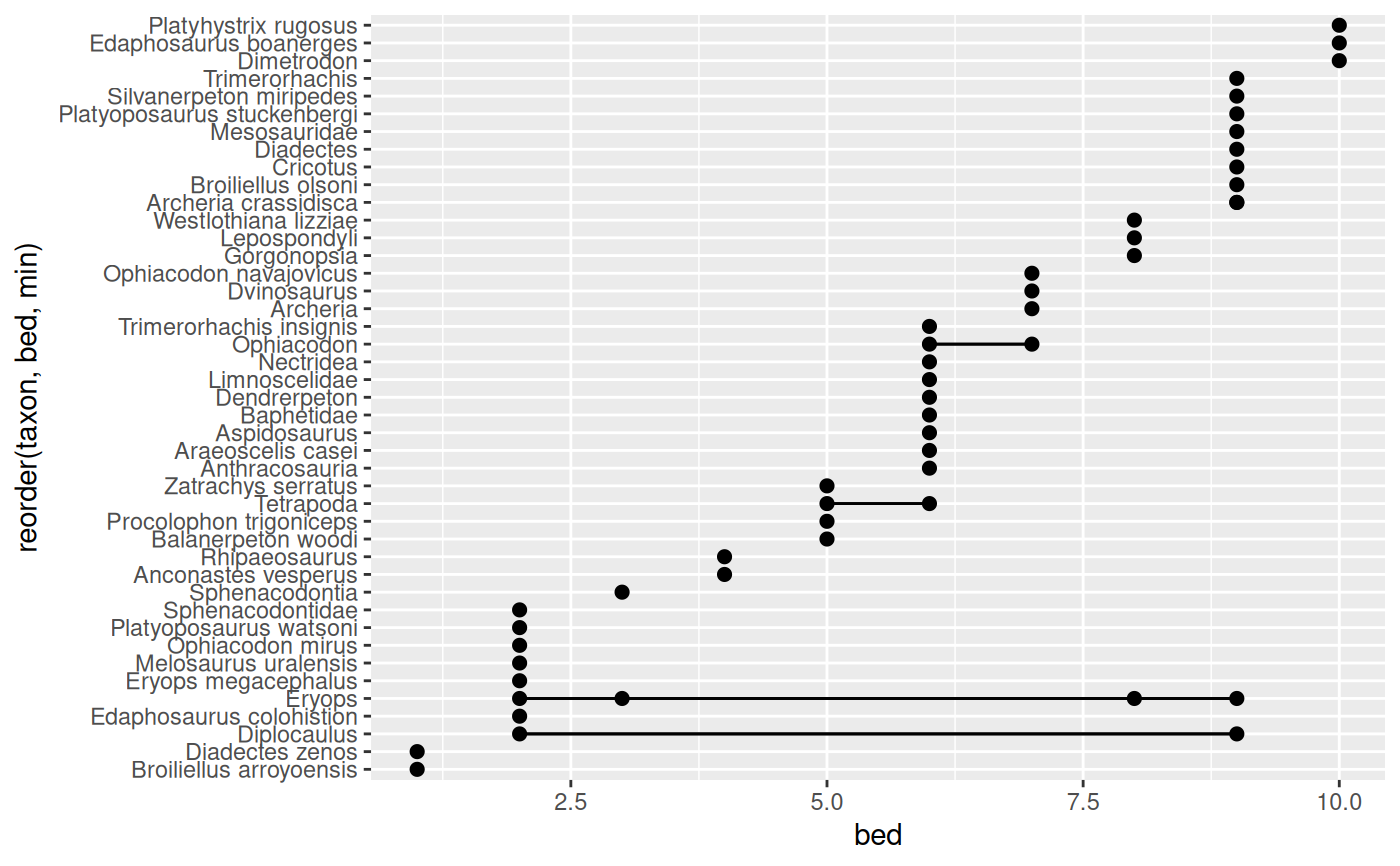 Platyhystrix rugosus
Edaphosaurus boanerges
Dimetrodon
Trimerorhachis
Silvanerpeton miripedes
Platyoposaurus stuckenbergi
Mesosauridae
Diadectes
Cricotus
Broiliellus olsoni
Archeria crassidisca
Westlothiana lizziae
Lepospondyli
Gorgonopsia
Ophiacodon navajovicus
Dvinosaurus
Archeria
Trimerorhachis insignis
Ophiacodon
Nectridea
Limnoscelidae
Dendrerpeton
Baphetidae
Aspidosaurus
Araeoscelis casei
Anthracosauria
Zatrachys serratus
Tetrapoda
Procolophon trigoniceps
Balanerpeton woodi
Rhipaeosaurus
Anconastes vesperus
Sphenacodontia
Sphenacodontidae
Platyoposaurus watsoni
Ophiacodon mirus
Melosaurus uralensis
Eryops megacephalus
Eryops
Edaphosaurus colohistion
Diplocaulus
Diadectes zenos
Broiliellus arroyoensis
reorder(taxon, bed, min)
2.5 5.0 7.5 10.0
bed